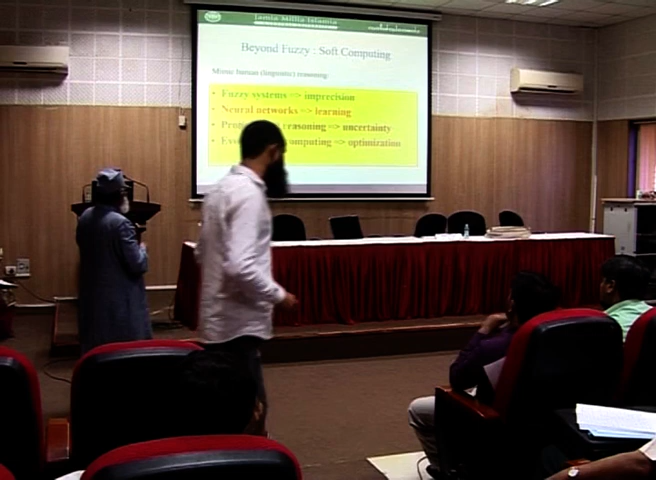 Jamia Millia Islamia
Beyond Fuzzy : Soft Computing
human (linguistic) reasoning:
• Fuzzy systems => imprecision
• Neural networks => learning
• reasoning => uncertainty
• computing => optimization